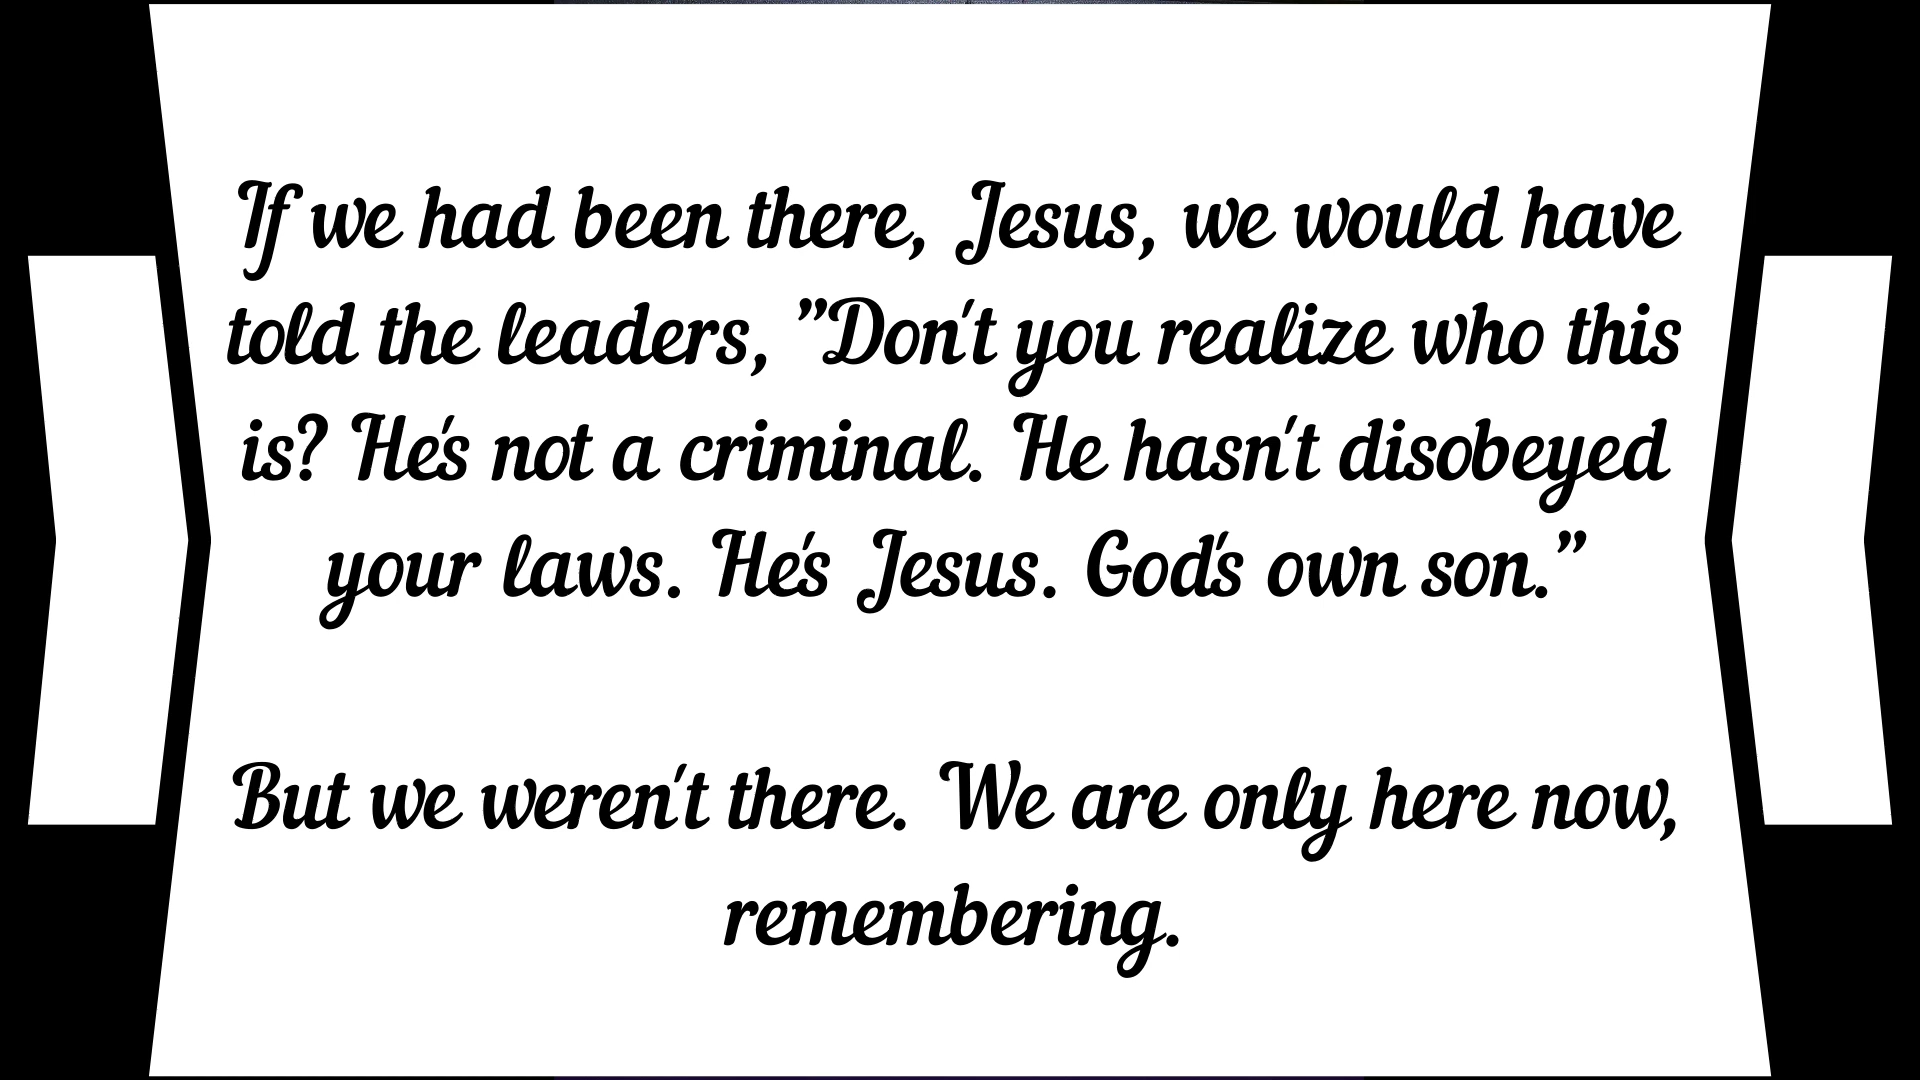 If we had been there, Jesus, we would have
told the leaders, ”Don't you realize who this
is? He's not a criminal. He hasn't disobeyed
your laws. He's Jesus. God's own son.”
But we weren't there. We are only here now,
remembering.